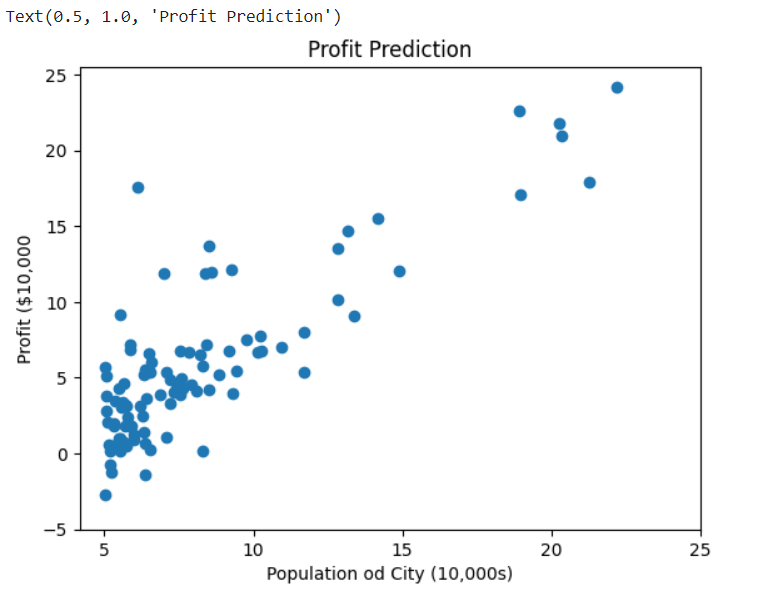 Text(0.5, 1.0, 'Profit Prediction')
Profit Prediction
25
20
15
10
5
0
−5
Profit ($10,000
5 10 15 20 25
Population od City (10,000s)